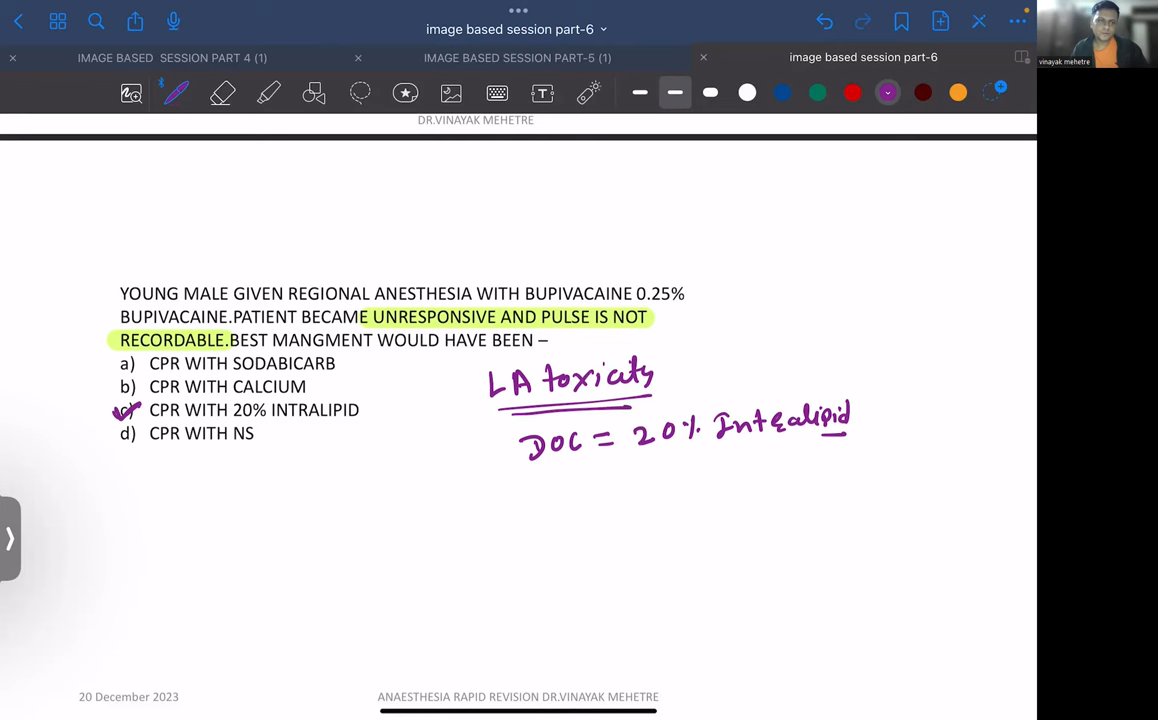 image based session part-6
IMAGE BASED SESSION PART 4 (1)
IMAGE BASED SESSION PART-5 (1)
image based session part-6
vinayak mehetre
DR.VINAYAK MEHETRE
YOUNG MALE GIVEN REGIONAL ANESTHESIA WITH BUPIVACAINE 0.25%
BUPIVACAINE.PATIENT BECAME UNRESPONSIVE AND PULSE IS NOT
RECORDABLE.BEST MANGMENT WOULD HAVE BEEN –
a) CPR WITH SODABICARB
b) CPR WITH CALCIUM
c) CPR WITH 20% INTRALIPID
d) CPR WITH NS
LA toxicity
DOC = 20% Intralipid
20 December 2023
ANAESTHESIA RAPID REVISION DR.VINAYAK MEHETRE